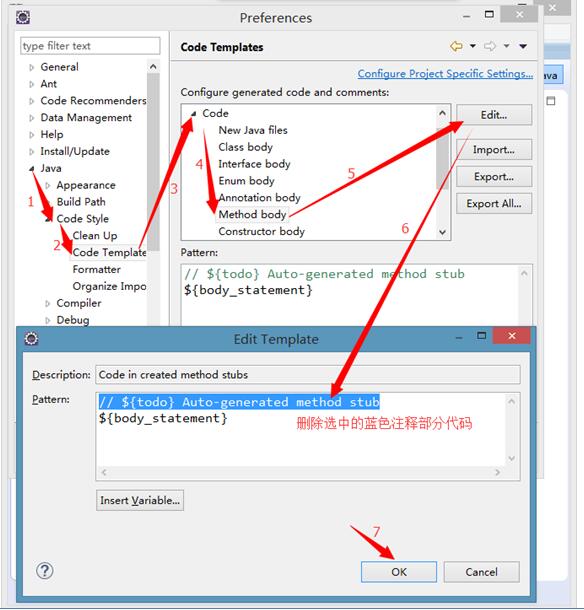 Preferences
type filter text
General
Ant
Code Recommenders
Data Management
Help
Install/Update
Java
Appearance
Build Path
Code Style
Clean Up
Code Template
Formatter
Organize Impo
Compiler
Debug
Code Templates
Configure Project Specific Settings...
ava
Configure generated code and comments:
Code
New Java files
Class body
Interface body
Enum body
Annotation body
Method body
Constructor body
Edit...
Import...
Export...
Export All...
Pattern:
// ${todo} Auto-generated method stub
${body_statement}
1
2
3
4
5
6
Edit Template
Description: Code in created method stubs
Pattern:
// ${todo} Auto-generated method stub
${body_statement}
删除选中的蓝色注释部分代码
Insert Variable...
7
?
OK
Cancel